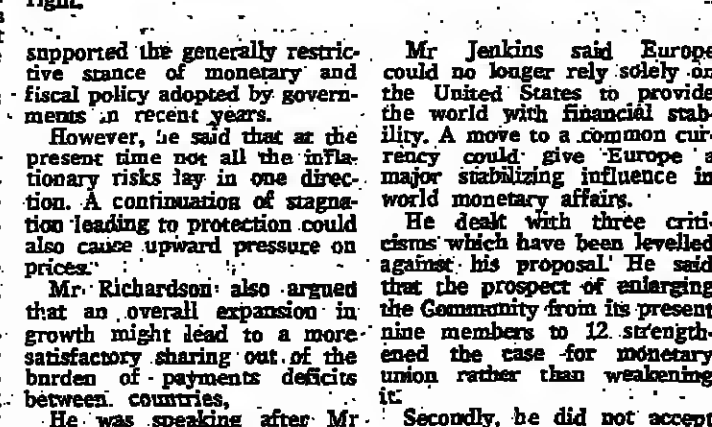 right.
supported the generally restric-
tive stance of monetary and
fiscal policy adopted by govern-
ments in recent years.
However, he said that at the
present time not all the infla-
tionary risks lay in one direc-
tion. A continuation of stagna-
tion leading to protection could
also cause upward pressure on
prices."
Mr Richardson also argued
that an overall expansion in
growth might lead to a more
satisfactory sharing out of the
burden of payments deficits
between countries,
He was speaking after Mr
Mr Jenkins said Europe
could no longer rely solely on
the United States to provide
the world with financial stab-
ility. A move to a common cur-
rency could give Europe a
major stabilizing influence in
world monetary affairs.
He dealt with three criti-
cisms which have been levelled
against his proposal. He said
that the prospect of enlarging
the Community from its present
nine members to 12 strength-
ened the case for monetary
union rather than weakening
it.
Secondly, he did not accept